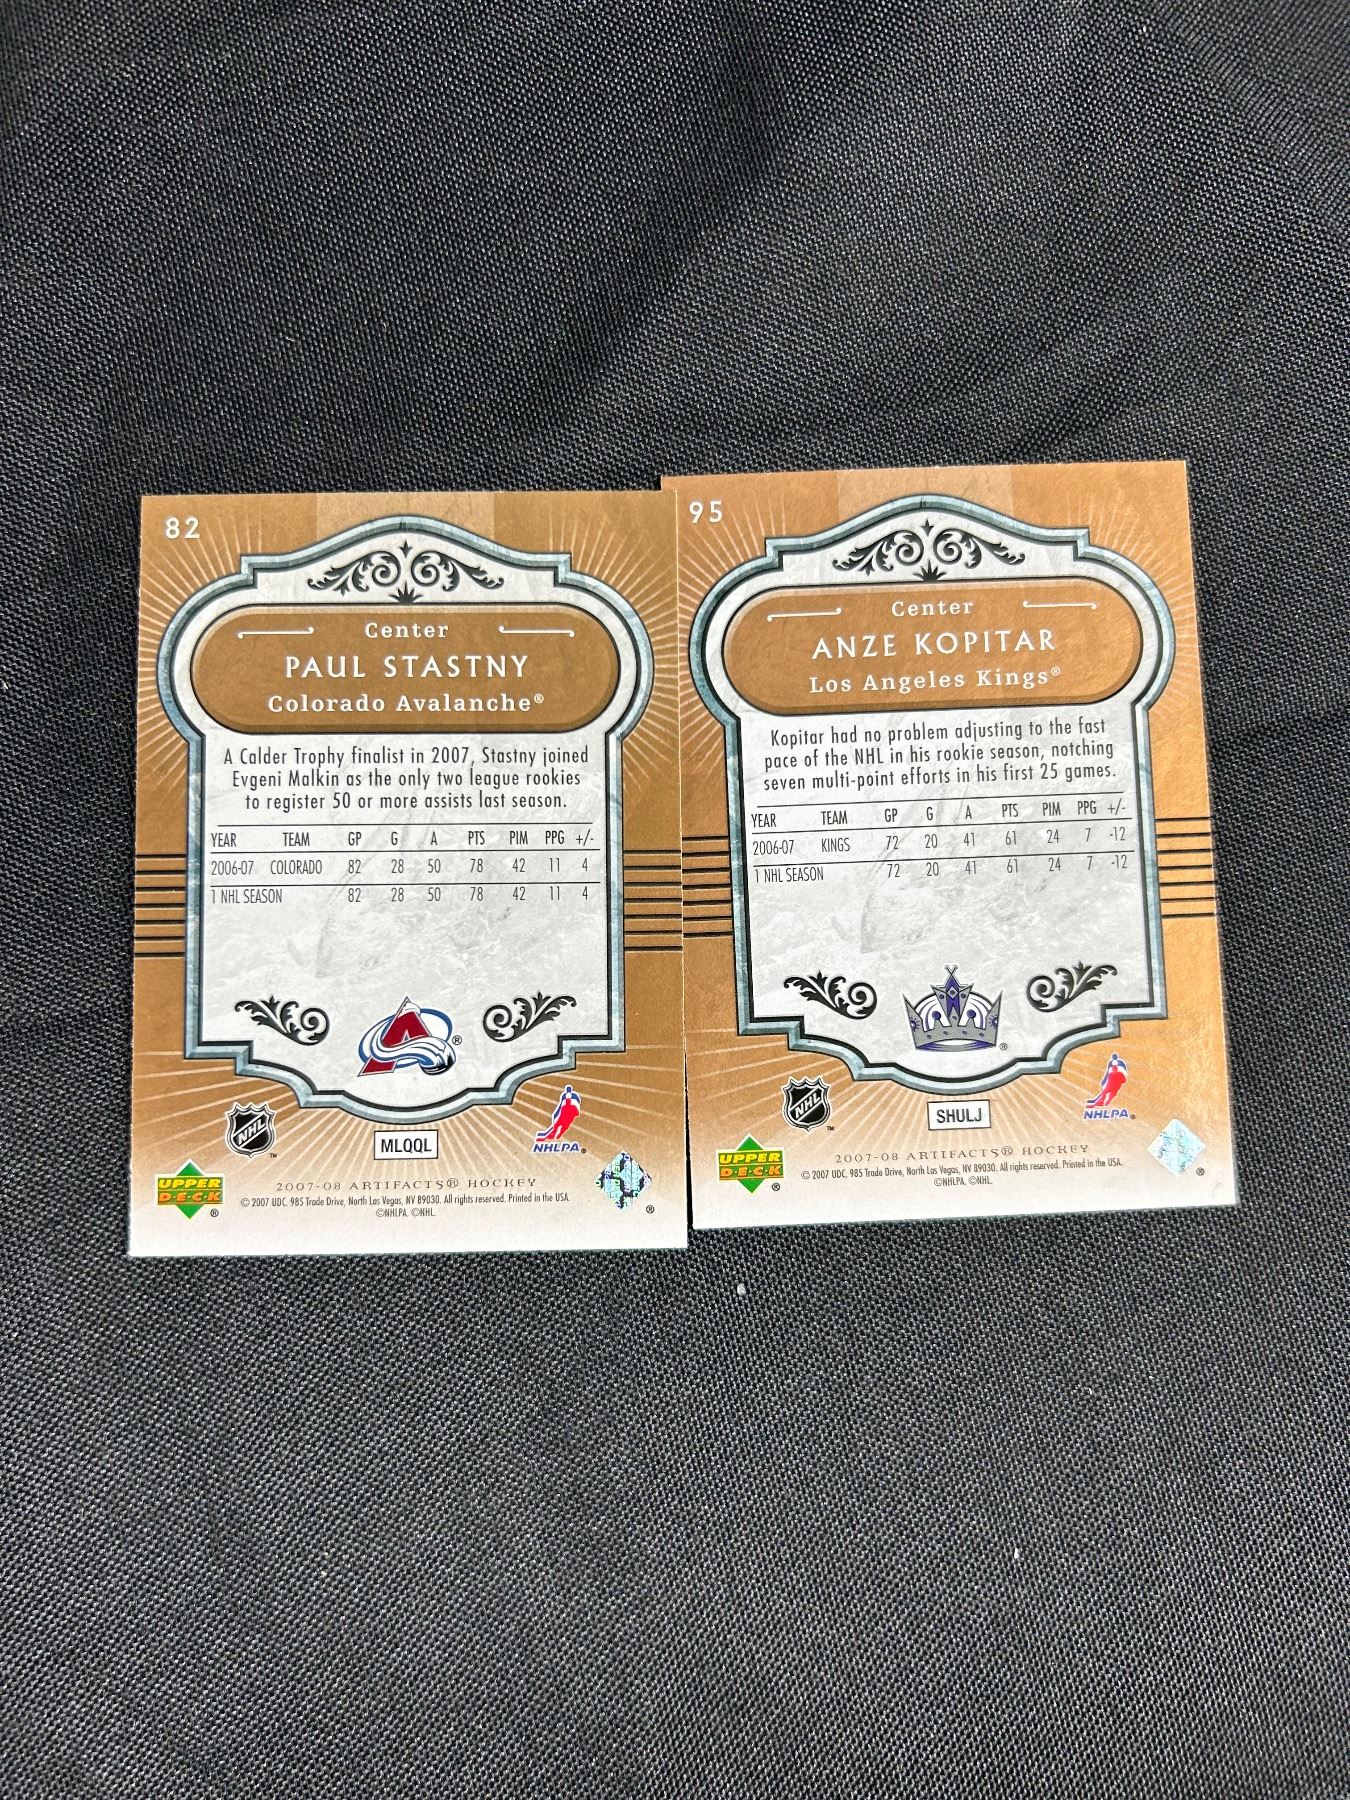 82
Center
PAUL STASTNY
Colorado Avalanche®
A Calder Trophy finalist in 2007, Stastny joined
Evgeni Malkin as the only two league rookies
to register 50 or more assists last season.
YEAR TEAM GP G A PTS PIM PPG +/-
2006-07 COLORADO 82 28 50 78 42 11 4
1 NHL SEASON 82 28 50 78 42 11 4
®
NHL
™
MLQQL
NHLPA®
UPPER
D·E·C·K
®
2007-08 ARTIFACTS® HOCKEY
© 2007 UDC. 985 Trade Drive, North Las Vegas, NV 89030. All rights reserved. Printed in the USA.
©NHLPA. ©NHL.
®
95
Center
ANZE KOPITAR
Los Angeles Kings®
Kopitar had no problem adjusting to the fast
pace of the NHL in his rookie season, notching
seven multi-point efforts in his first 25 games.
YEAR TEAM GP G A PTS PIM PPG +/-
2006-07 KINGS 72 20 41 61 24 7 -12
1 NHL SEASON 72 20 41 61 24 7 -12
®
NHL
™
SHULJ
NHLPA®
UPPER
D·E·C·K
®
2007-08 ARTIFACTS® HOCKEY
© 2007 UDC. 985 Trade Drive, North Las Vegas, NV 89030. All rights reserved. Printed in the USA.
©NHLPA. ©NHL.
®